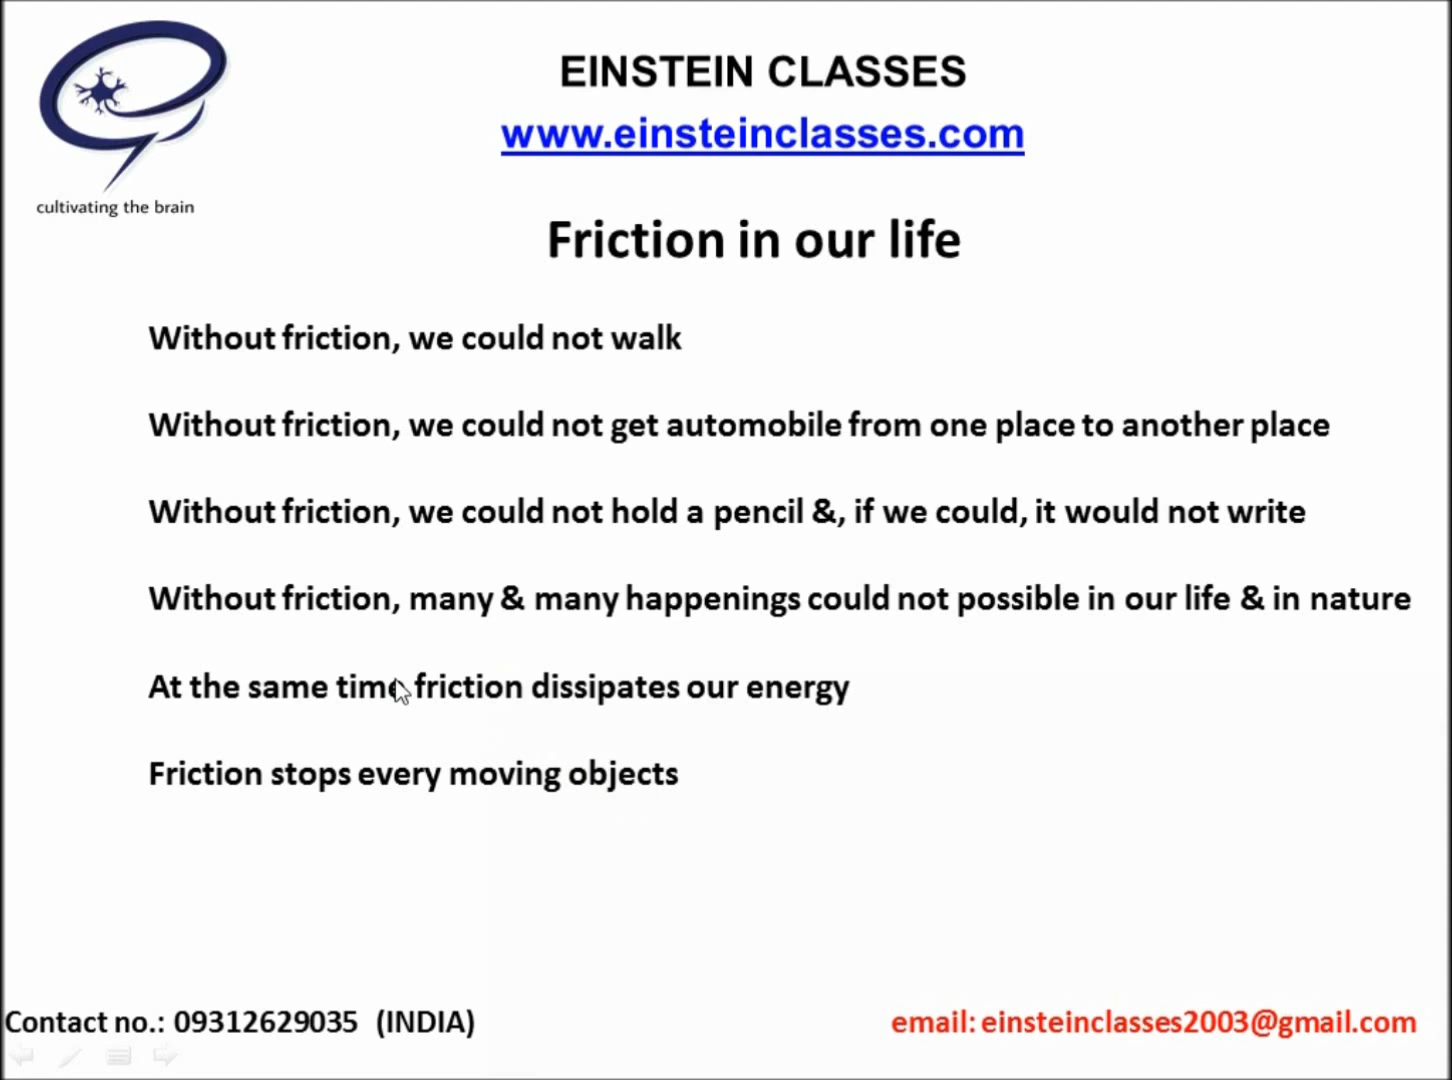 cultivating the brain
EINSTEIN CLASSES
www.einsteinclasses.com
Friction in our life
Without friction, we could not walk
Without friction, we could not get automobile from one place to another place
Without friction, we could not hold a pencil &, if we could, it would not write
Without friction, many & many happenings could not possible in our life & in nature
At the same time friction dissipates our energy
Friction stops every moving objects
Contact no.: 09312629035 (INDIA)
email: einsteinclasses2003@gmail.com